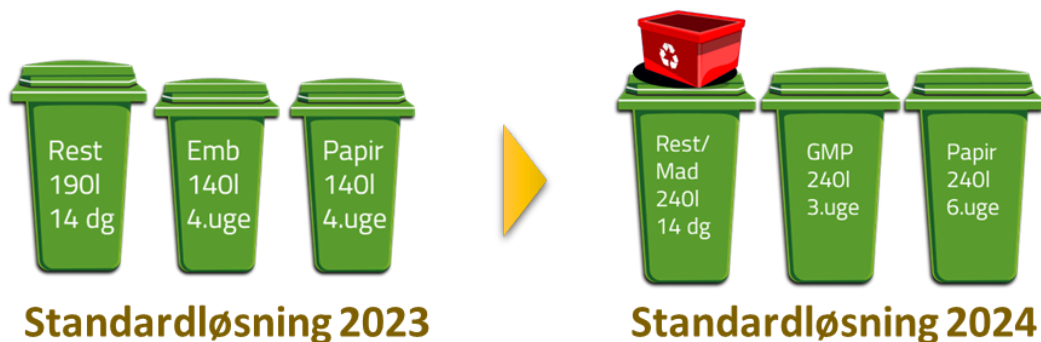 Rest
190l
14 dg
Emb
140l
4.uge
Papir
140l
4.uge
Rest/
Mad
240l
14 dg
GMP
240l
3.uge
Papir
240l
6.uge
Standardløsning 2023
Standardløsning 2024